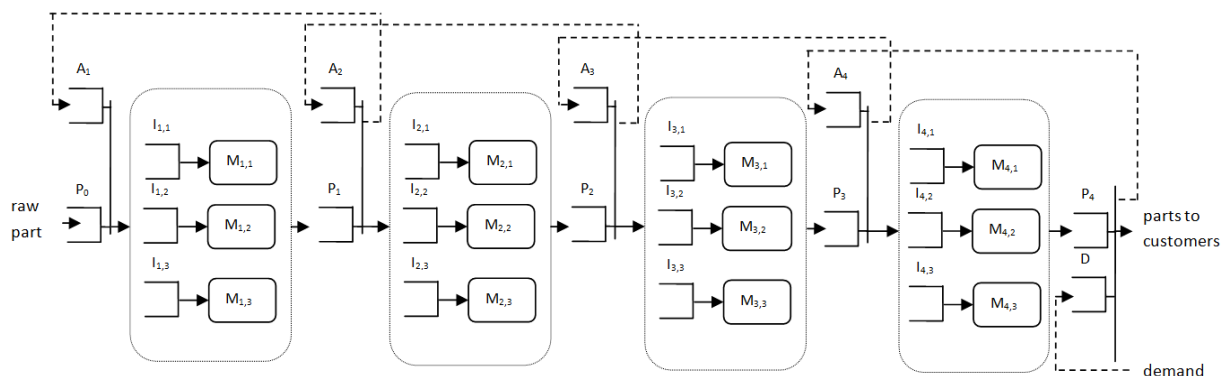 A1 A2 A3 A4
I1,1 I2,1 I3,1 I4,1
M1,1 M2,1 M3,1 M4,1
P0 I1,2 P1 I2,2 P2 I3,2 P3 I4,2 P4
raw part
M1,2 M2,2 M3,2 M4,2
parts to customers
I1,3 I2,3 I3,3 I4,3 D
M1,3 M2,3 M3,3 M4,3
demand